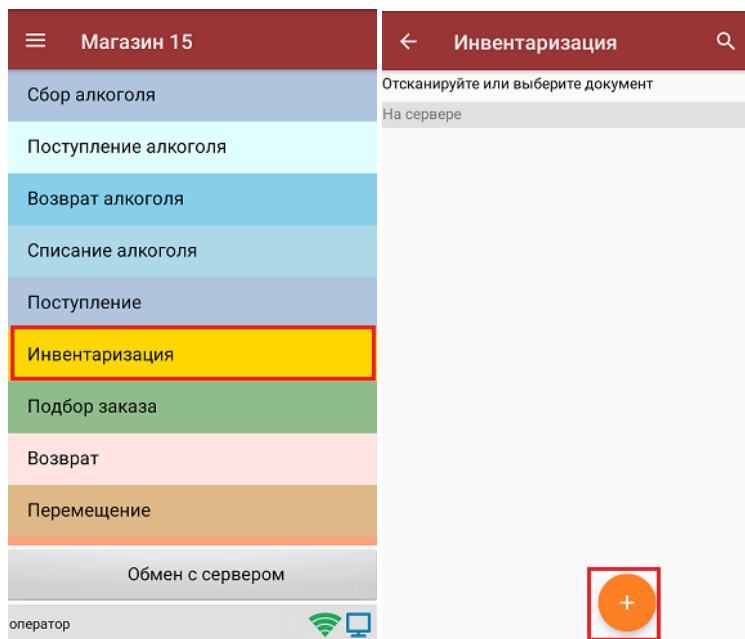 Магазин 15
Сбор алкоголя
Поступление алкоголя
Возврат алкоголя
Списание алкоголя
Поступление
Инвентаризация
Подбор заказа
Возврат
Перемещение
Обмен с сервером
оператор
Инвентаризация
Отсканируйте или выберите документ
На сервере
+